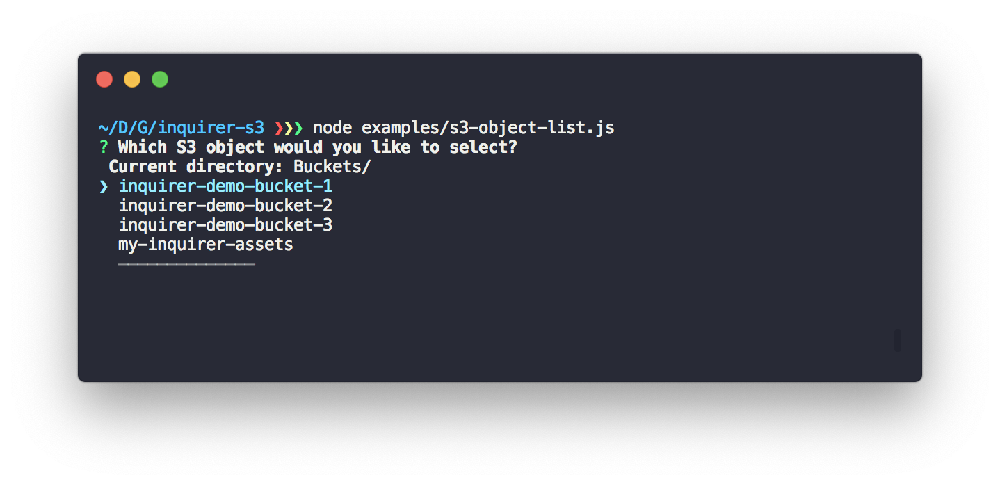 ~/D/G/inquirer-s3 ❯❯❯ node examples/s3-object-list.js
? Which S3 object would you like to select?
Current directory: Buckets/
❯ inquirer-demo-bucket-1
inquirer-demo-bucket-2
inquirer-demo-bucket-3
my-inquirer-assets
──────────────